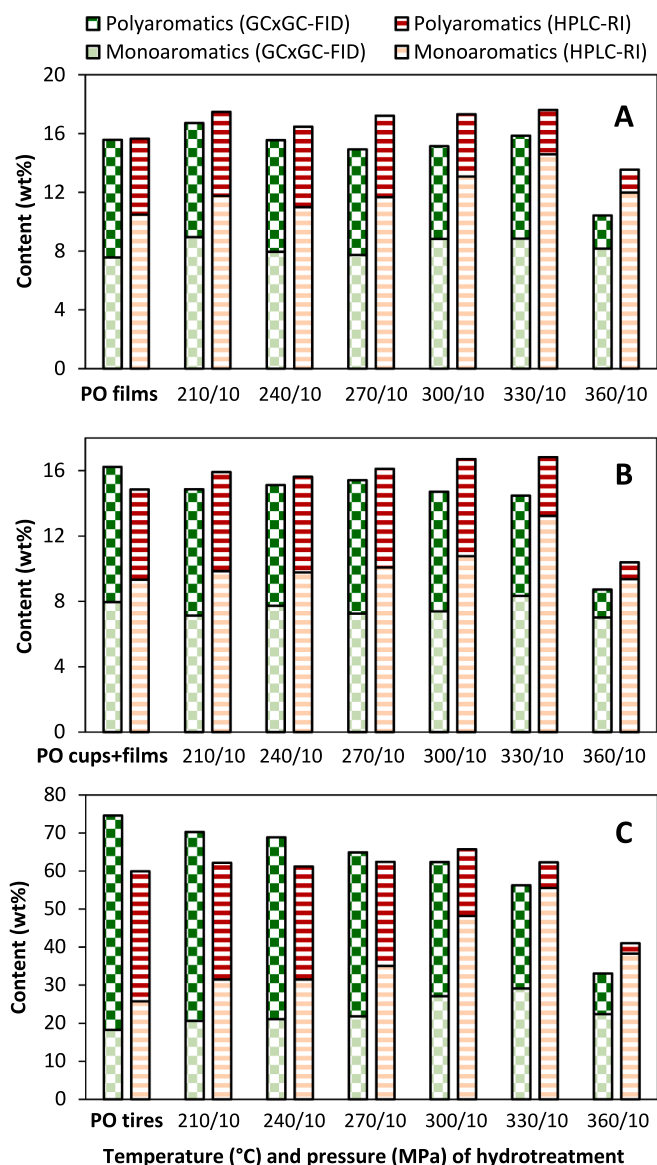 Polyaromatics (GCxGC-FID) Polyaromatics (HPLC-RI)
Monoaromatics (GCxGC-FID) Monoaromatics (HPLC-RI)
20
16
12
8
4
0
Content (wt%)
A
PO films 210/10 240/10 270/10 300/10 330/10 360/10
16
12
8
4
0
Content (wt%)
B
PO cups+films 210/10 240/10 270/10 300/10 330/10 360/10
80
70
60
50
40
30
20
10
0
Content (wt%)
C
PO tires 210/10 240/10 270/10 300/10 330/10 360/10
Temperature (°C) and pressure (MPa) of hydrotreatment